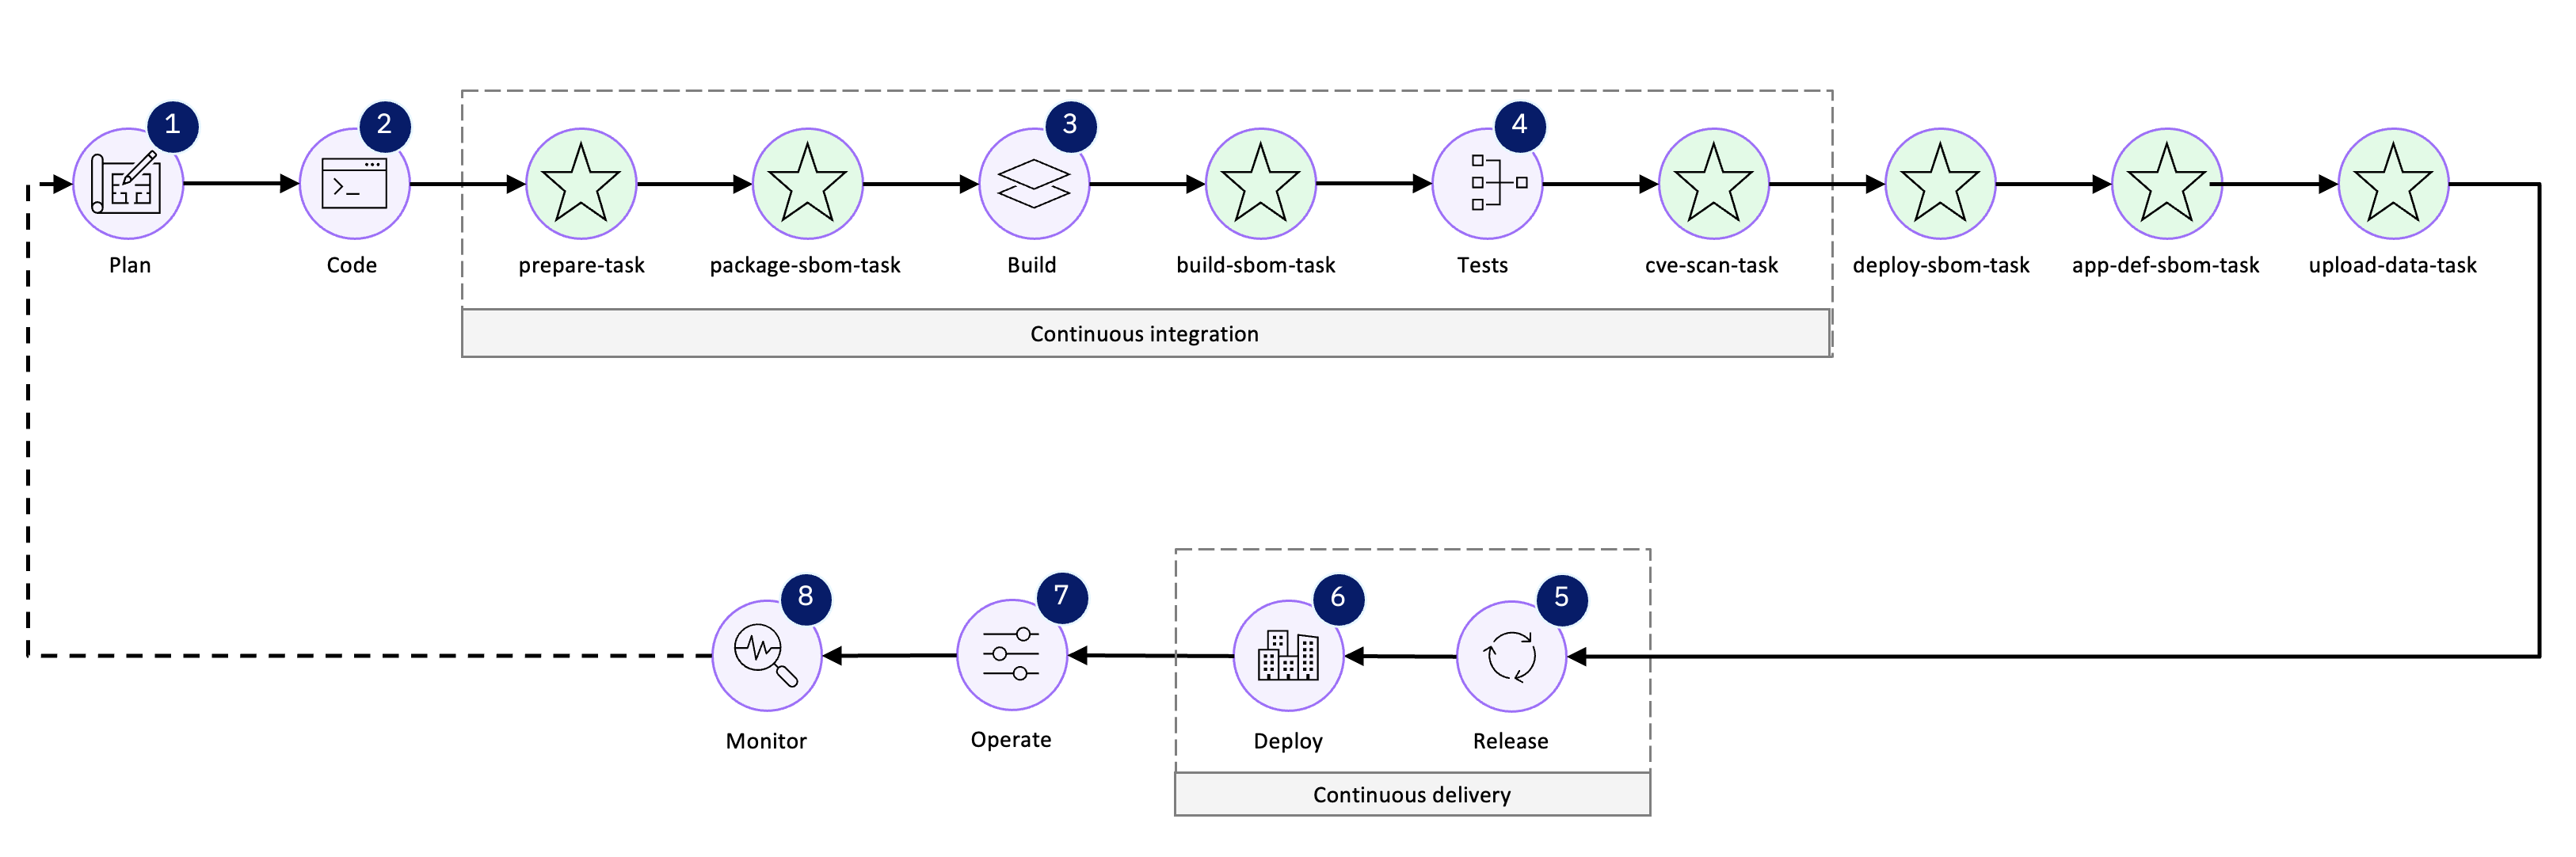 1
2
3
4
Plan
Code
prepare-task
package-sbom-task
Build
build-sbom-task
Tests
cve-scan-task
deploy-sbom-task
app-def-sbom-task
upload-data-task
Continuous integration
8
7
6
5
Monitor
Operate
Deploy
Release
Continuous delivery